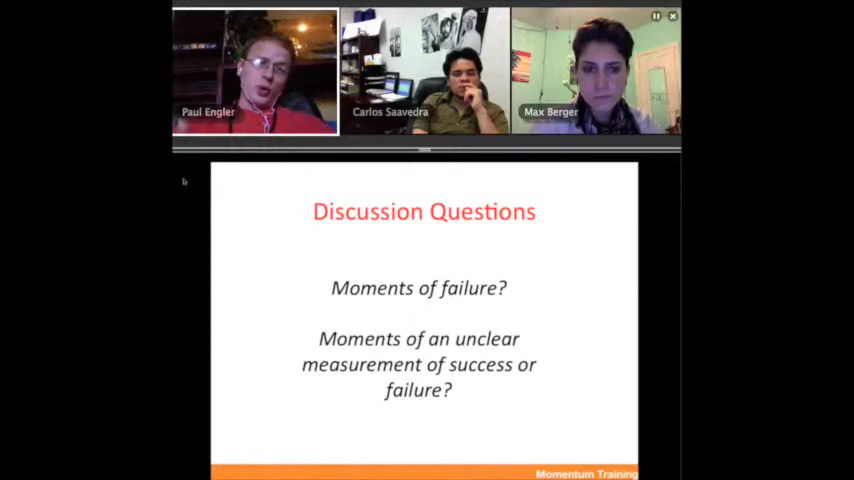 Paul Engler
Carlos Saavedra
Max Berger
Discussion Questions
Moments of failure?
Moments of an unclear
measurement of success or
failure?
Momentum Training